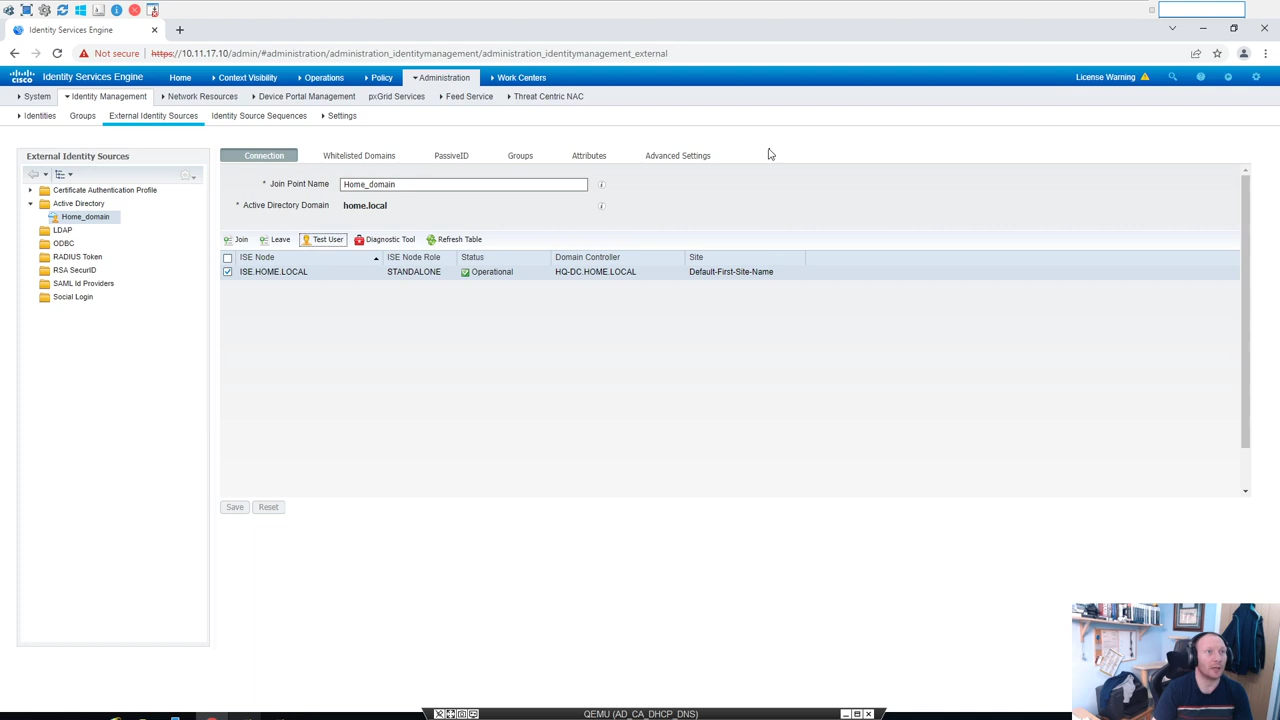 Identity Services Engine
Not secure https://10.11.17.10/admin/#administration/administration_identitymanagement/administration_identitymanagement_external
CISCO Identity Services Engine Home Context Visibility Operations Policy Administration Work Centers License Warning
System Identity Management Network Resources Device Portal Management pxGrid Services Feed Service Threat Centric NAC
Identities Groups External Identity Sources Identity Source Sequences Settings
External Identity Sources
Certificate Authentication Profile
Active Directory
Home_domain
LDAP
ODBC
RADIUS Token
RSA SecurID
SAML Id Providers
Social Login
Connection Whitelisted Domains PassiveID Groups Attributes Advanced Settings
* Join Point Name Home_domain
* Active Directory Domain home.local
Join Leave Test User Diagnostic Tool Refresh Table
ISE Node ISE Node Role Status Domain Controller Site
ISE.HOME.LOCAL STANDALONE Operational HQ-DC.HOME.LOCAL Default-First-Site-Name
Save Reset
QEMU (AD_CA_DHCP_DNS)